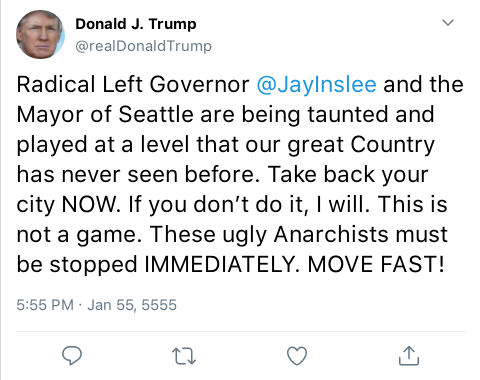 Donald J. Trump
@realDonaldTrump
Radical Left Governor @JayInslee and the
Mayor of Seattle are being taunted and
played at a level that our great Country
has never seen before. Take back your
city NOW. If you don’t do it, I will. This is
not a game. These ugly Anarchists must
be stopped IMMEDIATELY. MOVE FAST!
5:55 PM · Jan 55, 5555